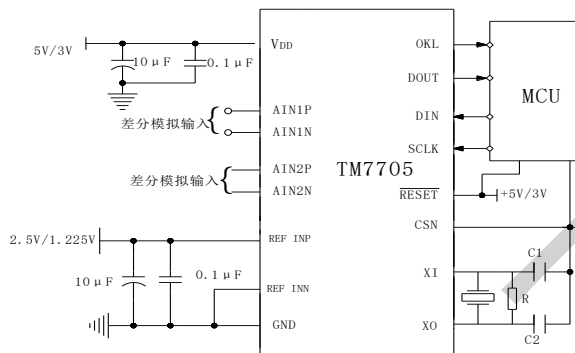 5V/3V
10μF
0.1μF
VDD
差分模拟输入
AIN1P
AIN1N
差分模拟输入
AIN2P
AIN2N
2.5V/1.225V
REF INP
10μF
0.1μF
REF INN
GND
TM7705
OKL
DOUT
DIN
SCLK
RESET
CSN
XI
XO
MCU
+5V/3V
C1
R
C2